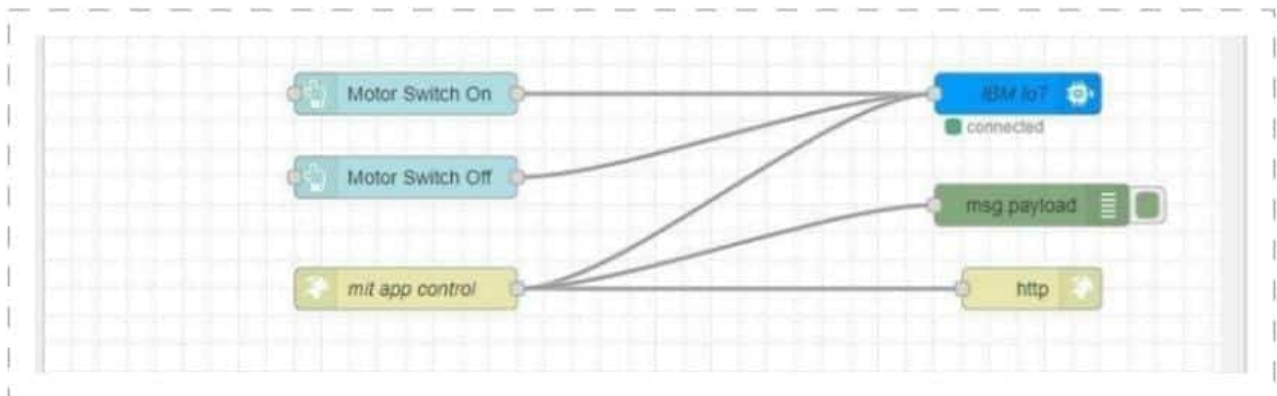 Motor Switch On
IBM IoT
connected
Motor Switch Off
msg.payload
mit app control
http